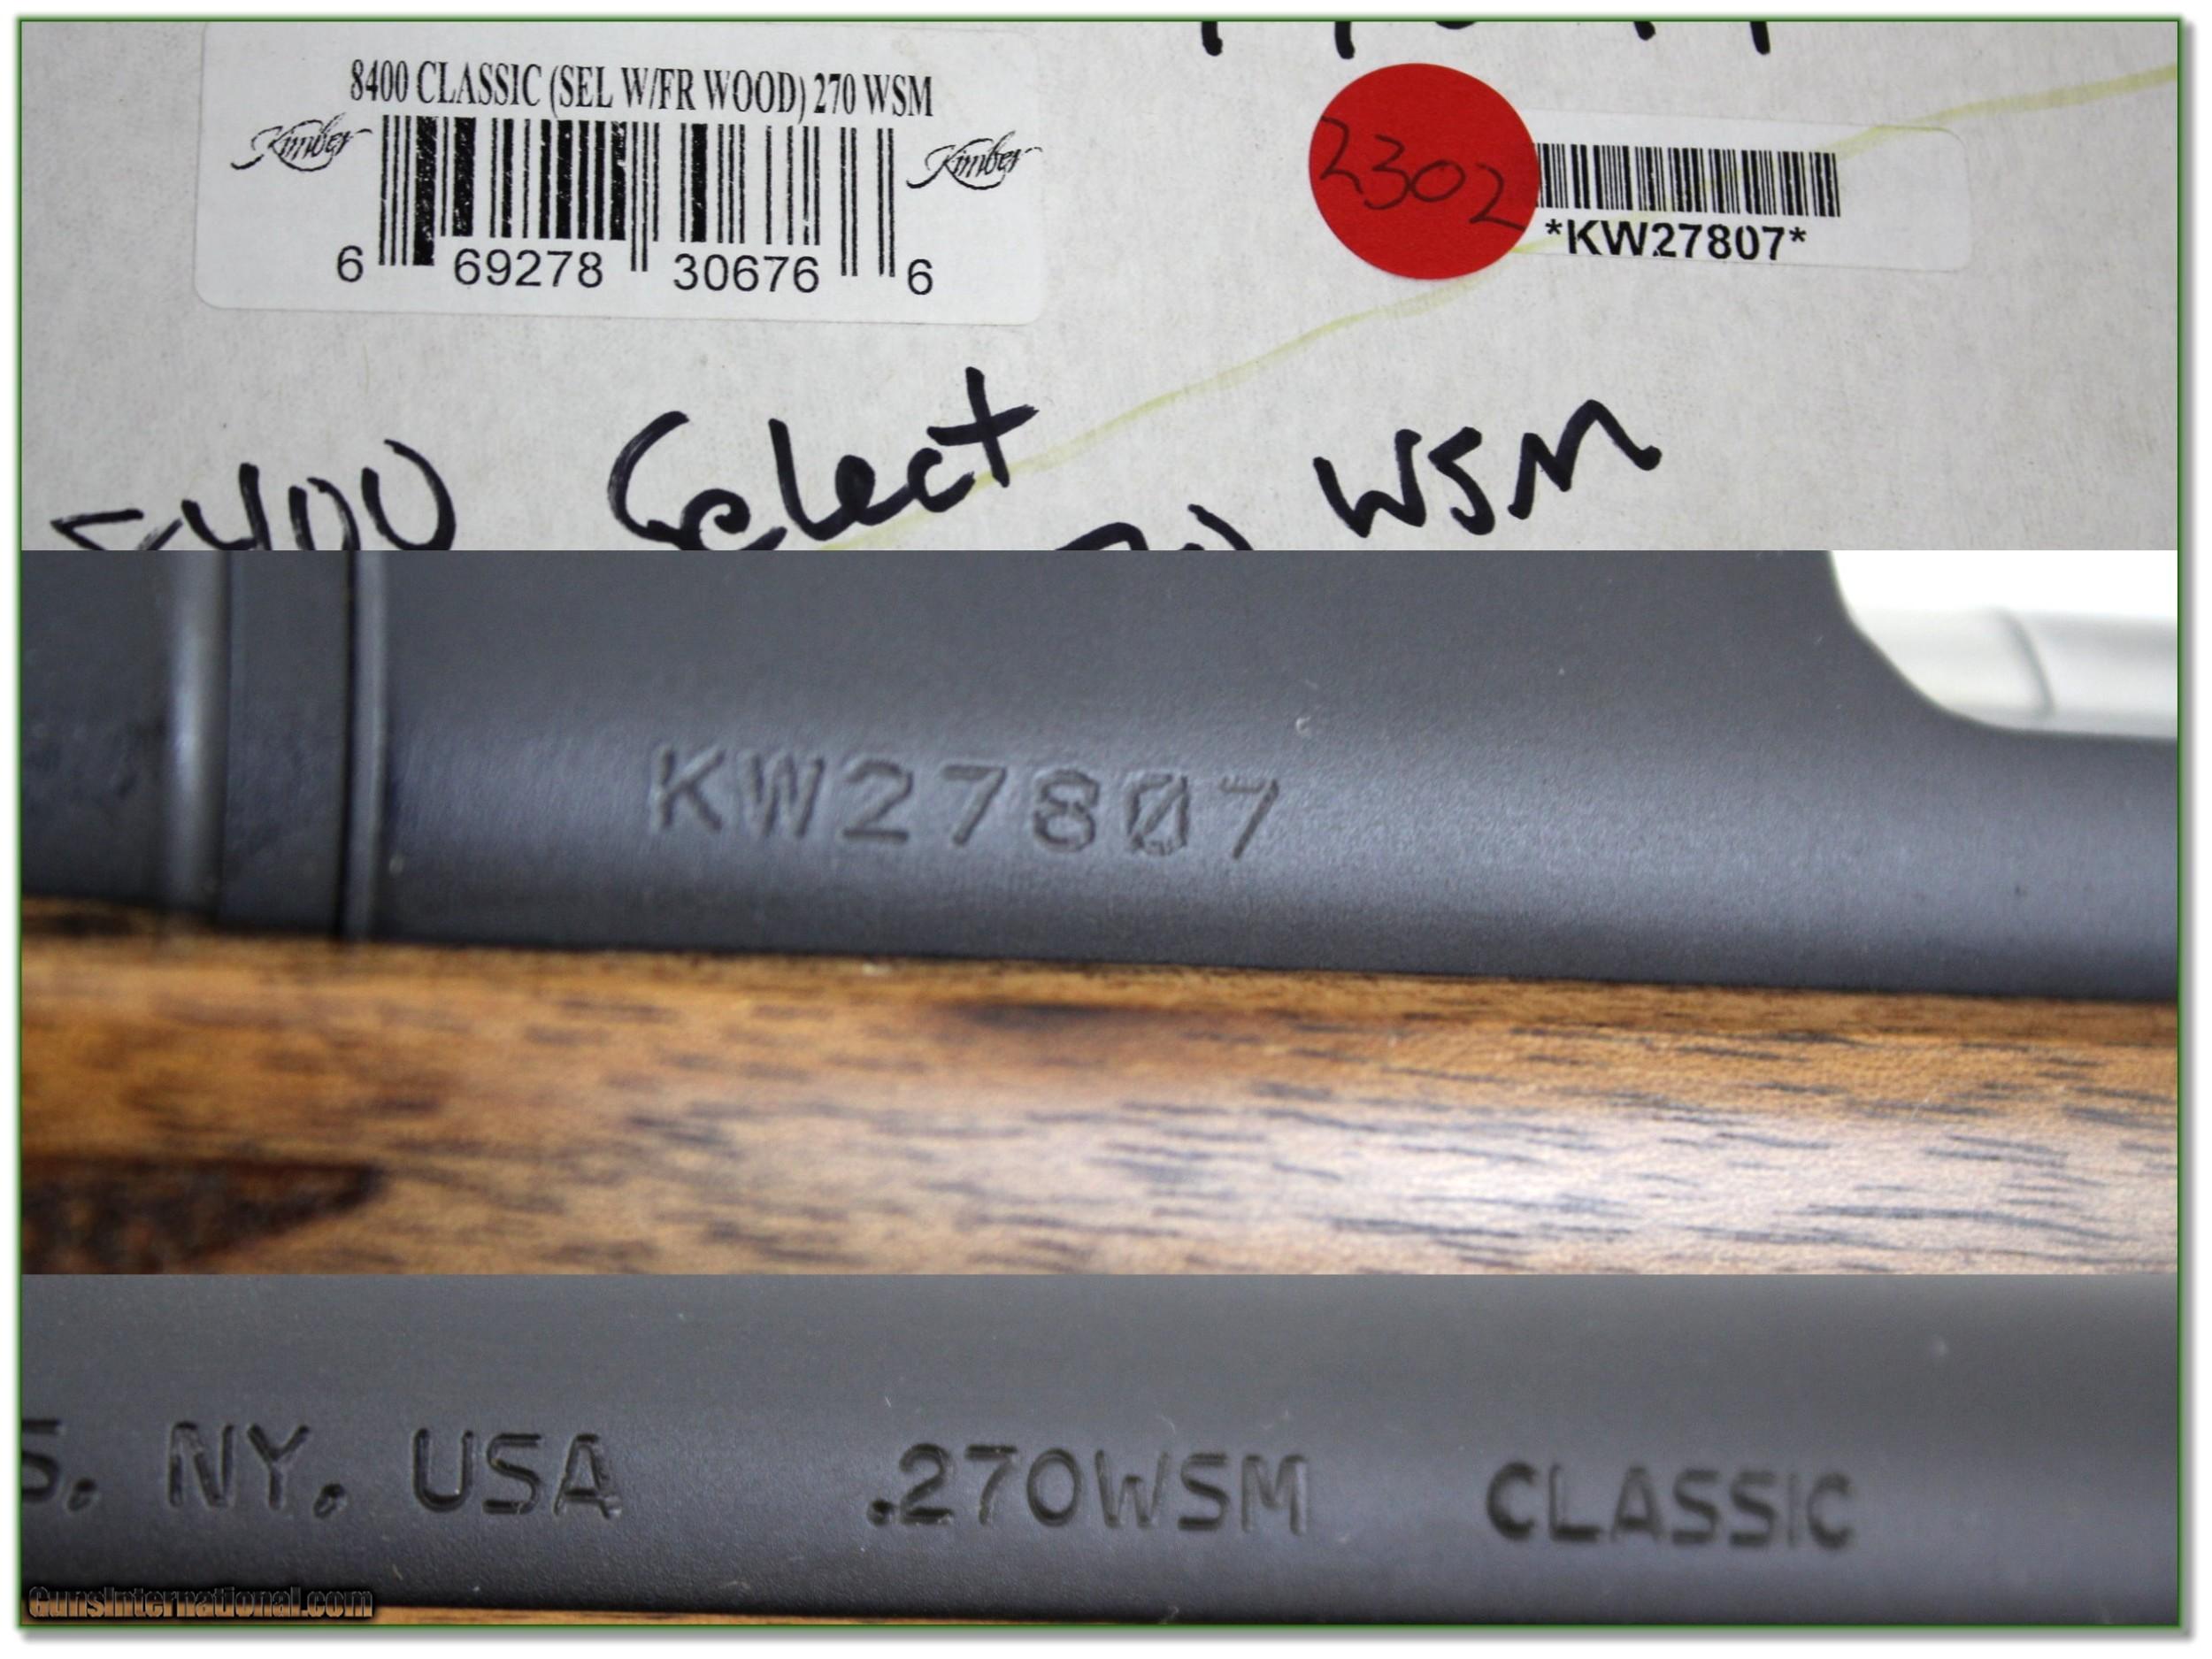 8400 CLASSIC (SEL W/FR WOOD) 270 WSM
Kimber Kimber
6 69278 30676 6
2302
*KW27807*
8400 Select
WSM
KW27807
S. NY, USA .270WSM CLASSIC
GunsInternational.com